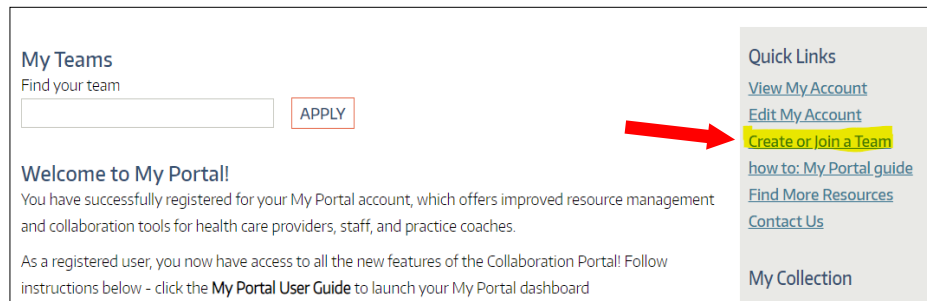 My Teams
Find your team
APPLY
Welcome to My Portal!
You have successfully registered for your My Portal account, which offers improved resource management
and collaboration tools for health care providers, staff, and practice coaches.
As a registered user, you now have access to all the new features of the Collaboration Portal! Follow
instructions below - click the My Portal User Guide to launch your My Portal dashboard
Quick Links
View My Account
Edit My Account
Create or Join a Team
how to: My Portal guide
Find More Resources
Contact Us
My Collection